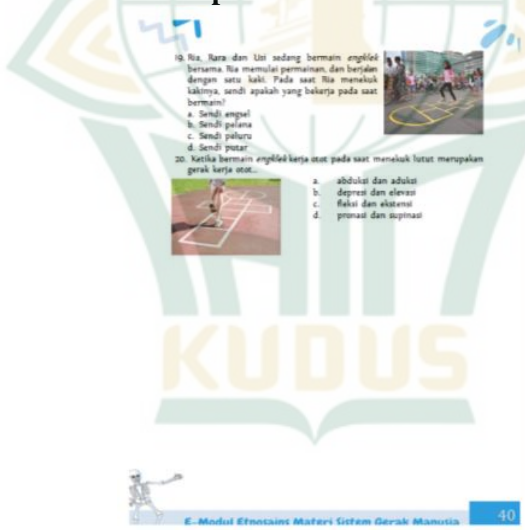 19. Ria, Rara dan Usi sedang bermain engklek
bersama. Ria memulai permainan, dan berjalan
dengan satu kaki. Pada saat Ria menekuk
kakinya, sendi apakah yang bekerja pada saat
bermain?
a. Sendi engsel
b. Sendi pelana
c. Sendi peluru
d. Sendi putar
20. Ketika bermain engklek kerja otot pada saat menekuk lutut merupakan
gerak kerja otot...
a. abduksi dan aduksi
b. depresi dan elevasi
c. fleksi dan ekstensi
d. pronasi dan supinasi
KUDUS
E-Modul Etnosains Materi Sistem Gerak Manusia
40